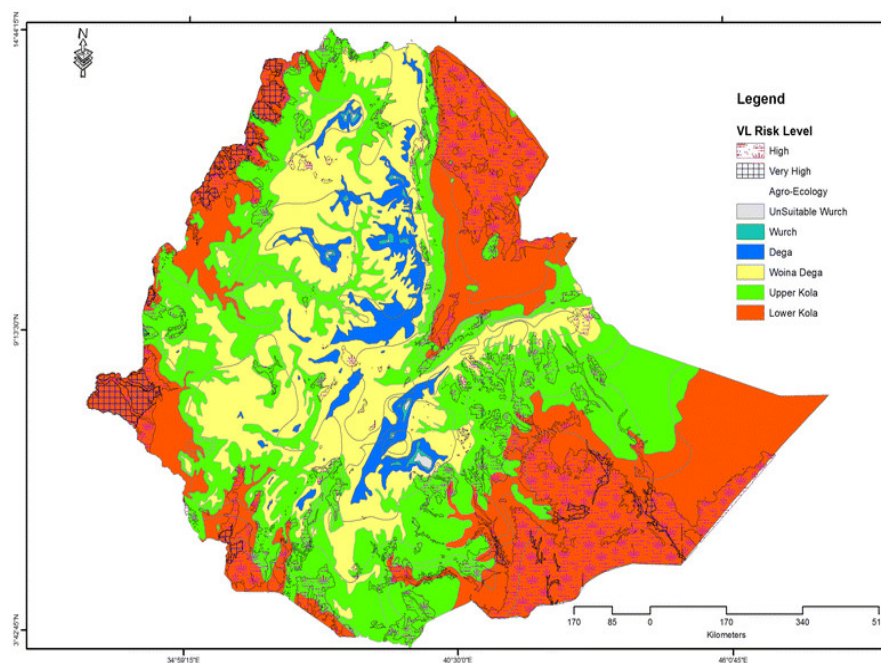 14°44'15"N
N
Legend
VL Risk Level
High
Very High
Agro-Ecology
UnSuitable Wurch
Wurch
Dega
Woina Dega
Upper Kola
Lower Kola
9°13'30"N
3°42'45"N
170 85 0 170 340 51
Kilometers
34°59'15"E 40°30'0"E 46°0'45"E